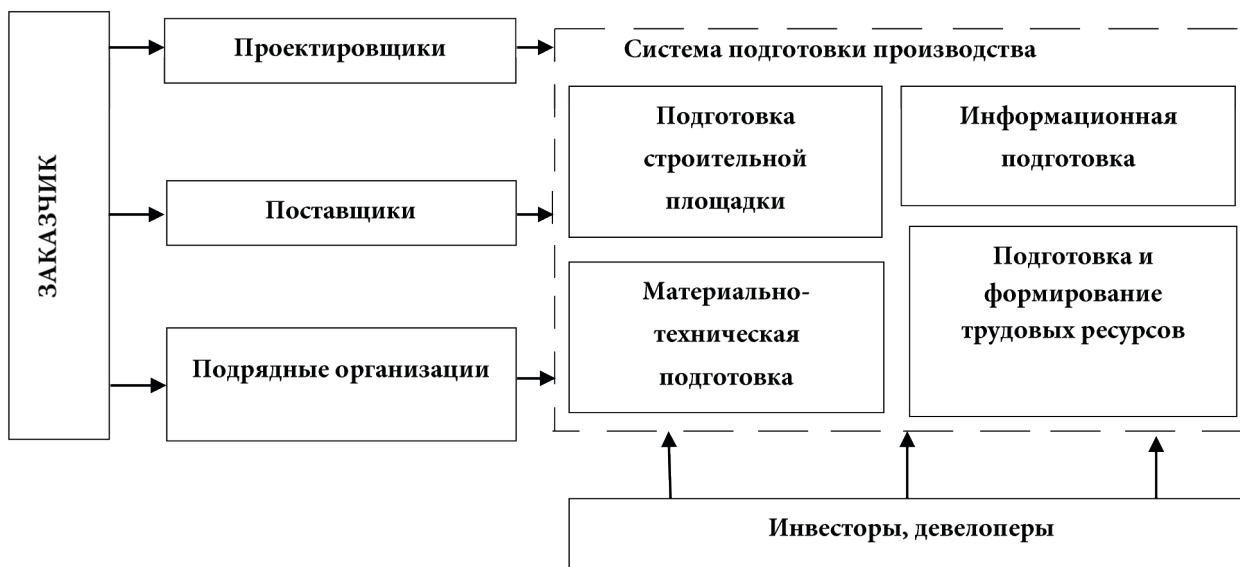 ЗАКАЗЧИК
Проектировщики
Поставщики
Подрядные организации
Система подготовки производства
Подготовка
строительной
площадки
Информационная
подготовка
Материально-
техническая
подготовка
Подготовка и
формирование
трудовых ресурсов
Инвесторы, девелоперы